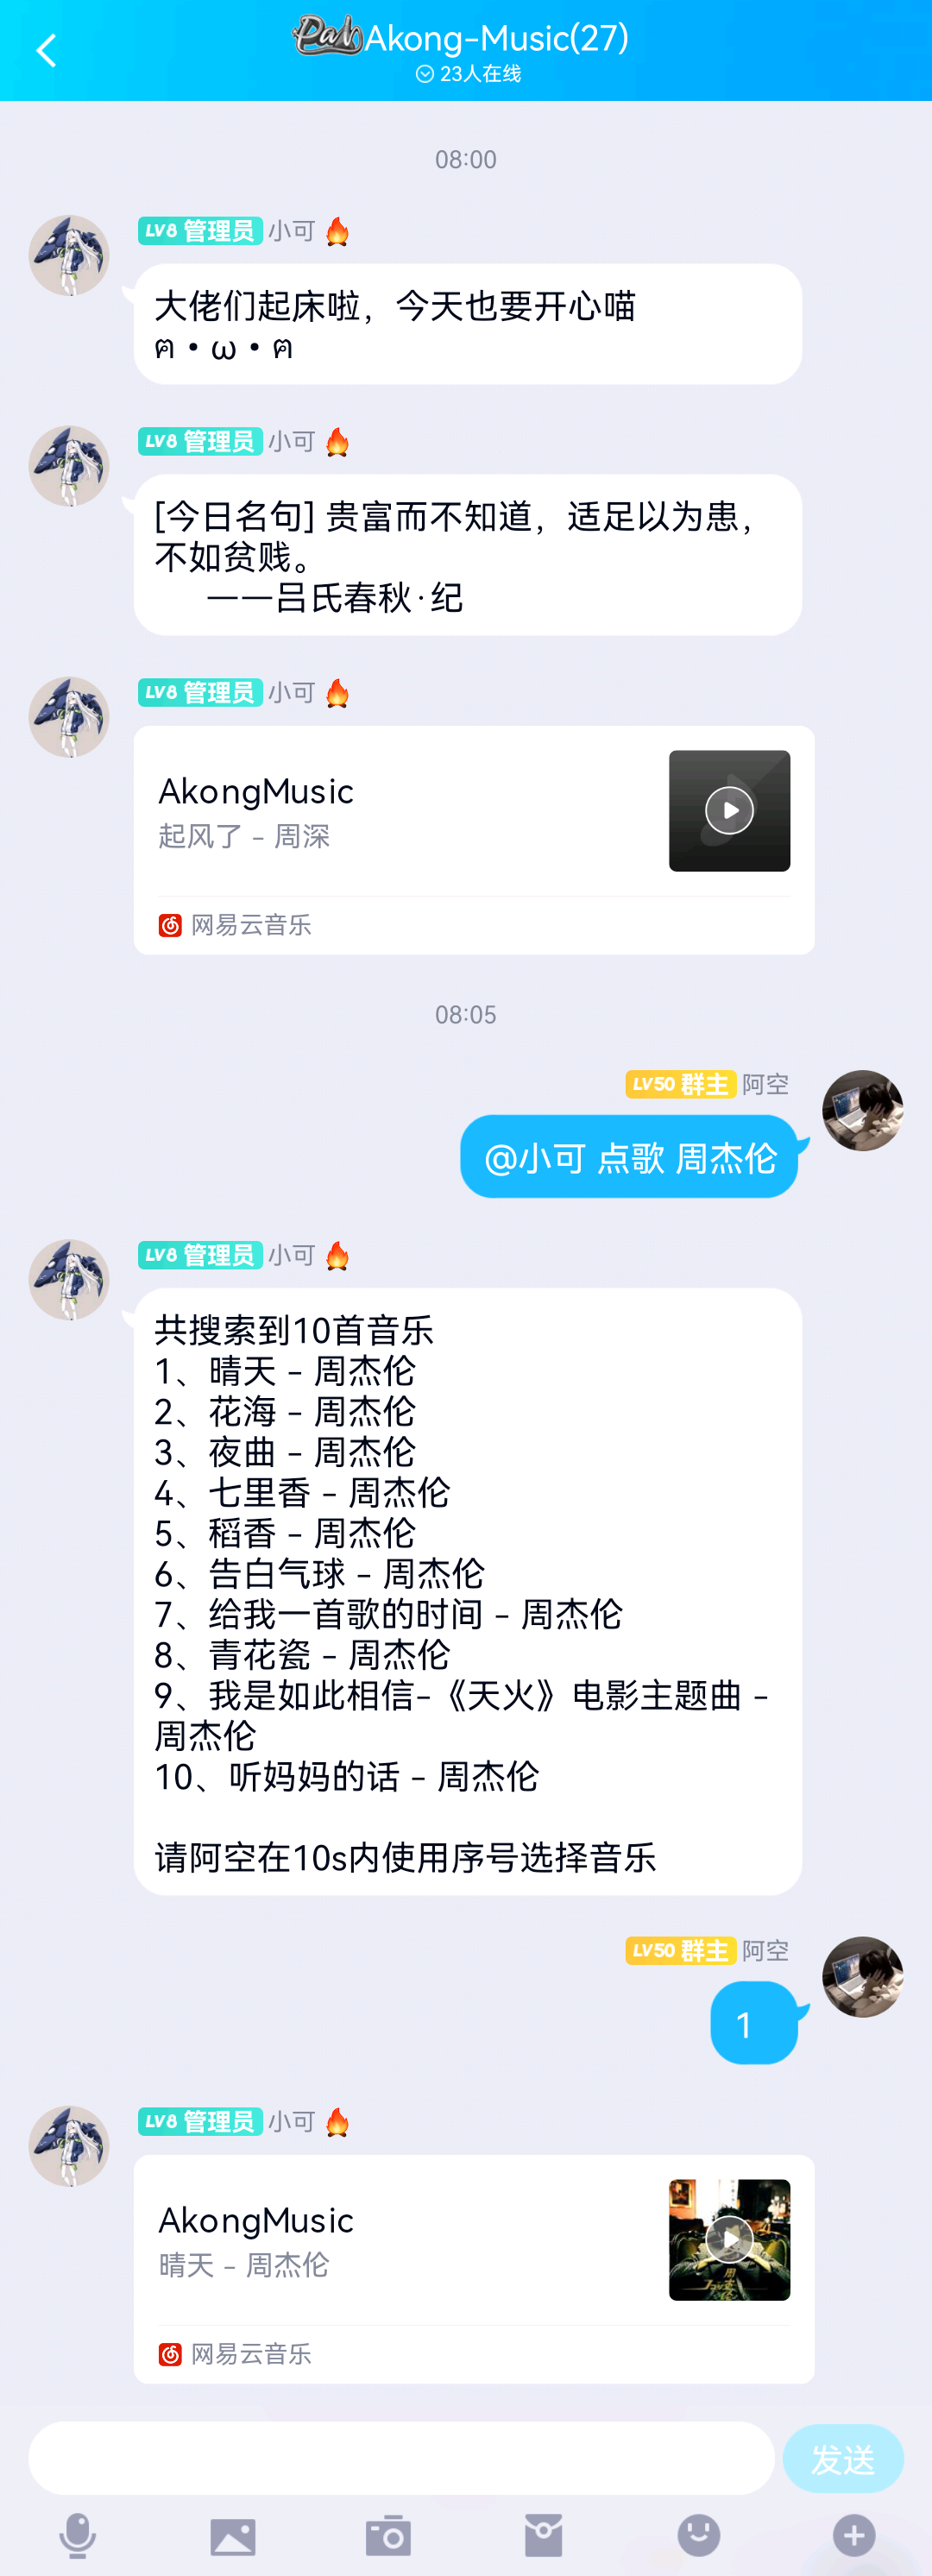 Akong-Music(27)
23人在线
08:00
LV8 管理员 小可 🔥
大佬们起床啦，今天也要开心喵
ฅ•ω•ฅ
LV8 管理员 小可 🔥
[今日名句] 贵富而不知道，适足以为患，
不如贫贱。
——吕氏春秋·纪
LV8 管理员 小可 🔥
AkongMusic
起风了 - 周深
网易云音乐
08:05
LV50 群主 阿空
@小可 点歌 周杰伦
LV8 管理员 小可 🔥
共搜索到10首音乐
1、晴天 - 周杰伦
2、花海 - 周杰伦
3、夜曲 - 周杰伦
4、七里香 - 周杰伦
5、稻香 - 周杰伦
6、告白气球 - 周杰伦
7、给我一首歌的时间 - 周杰伦
8、青花瓷 - 周杰伦
9、我是如此相信-《天火》电影主题曲 -
周杰伦
10、听妈妈的话 - 周杰伦
请阿空在10s内使用序号选择音乐
LV50 群主 阿空
1
LV8 管理员 小可 🔥
AkongMusic
晴天 - 周杰伦
网易云音乐
发送